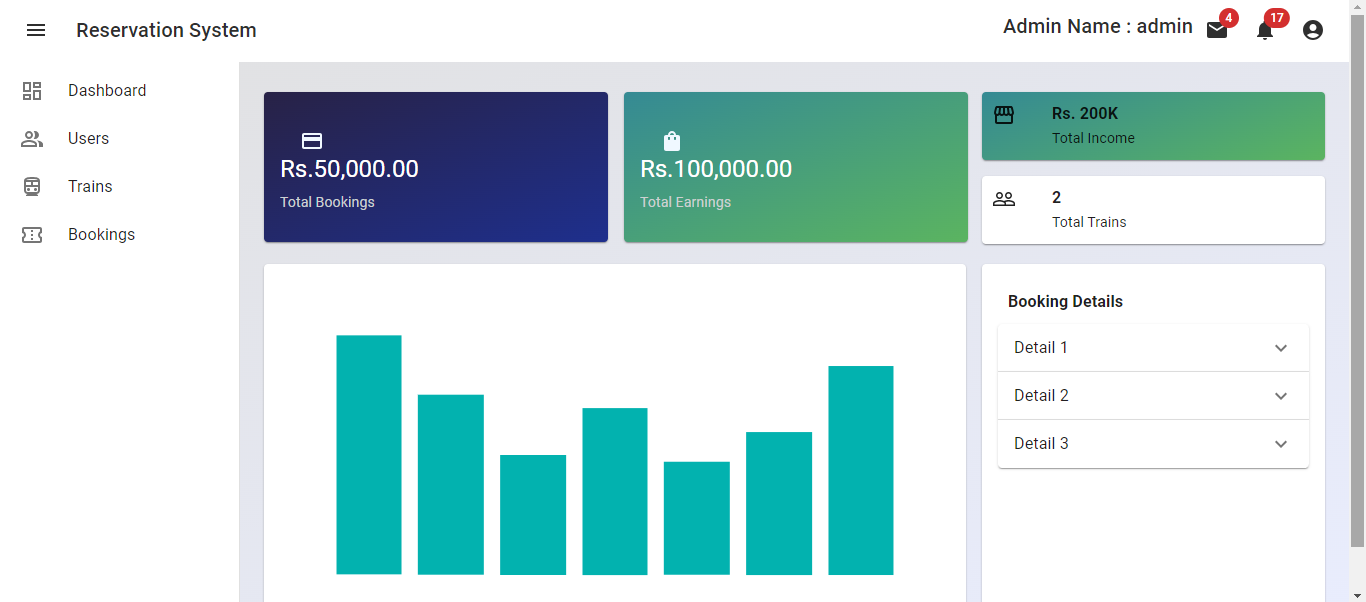 Reservation System
Admin Name : admin
4
17
Dashboard
Users
Trains
Bookings
Rs.50,000.00
Total Bookings
Rs.100,000.00
Total Earnings
Rs. 200K
Total Income
2
Total Trains
Booking Details
Detail 1
Detail 2
Detail 3